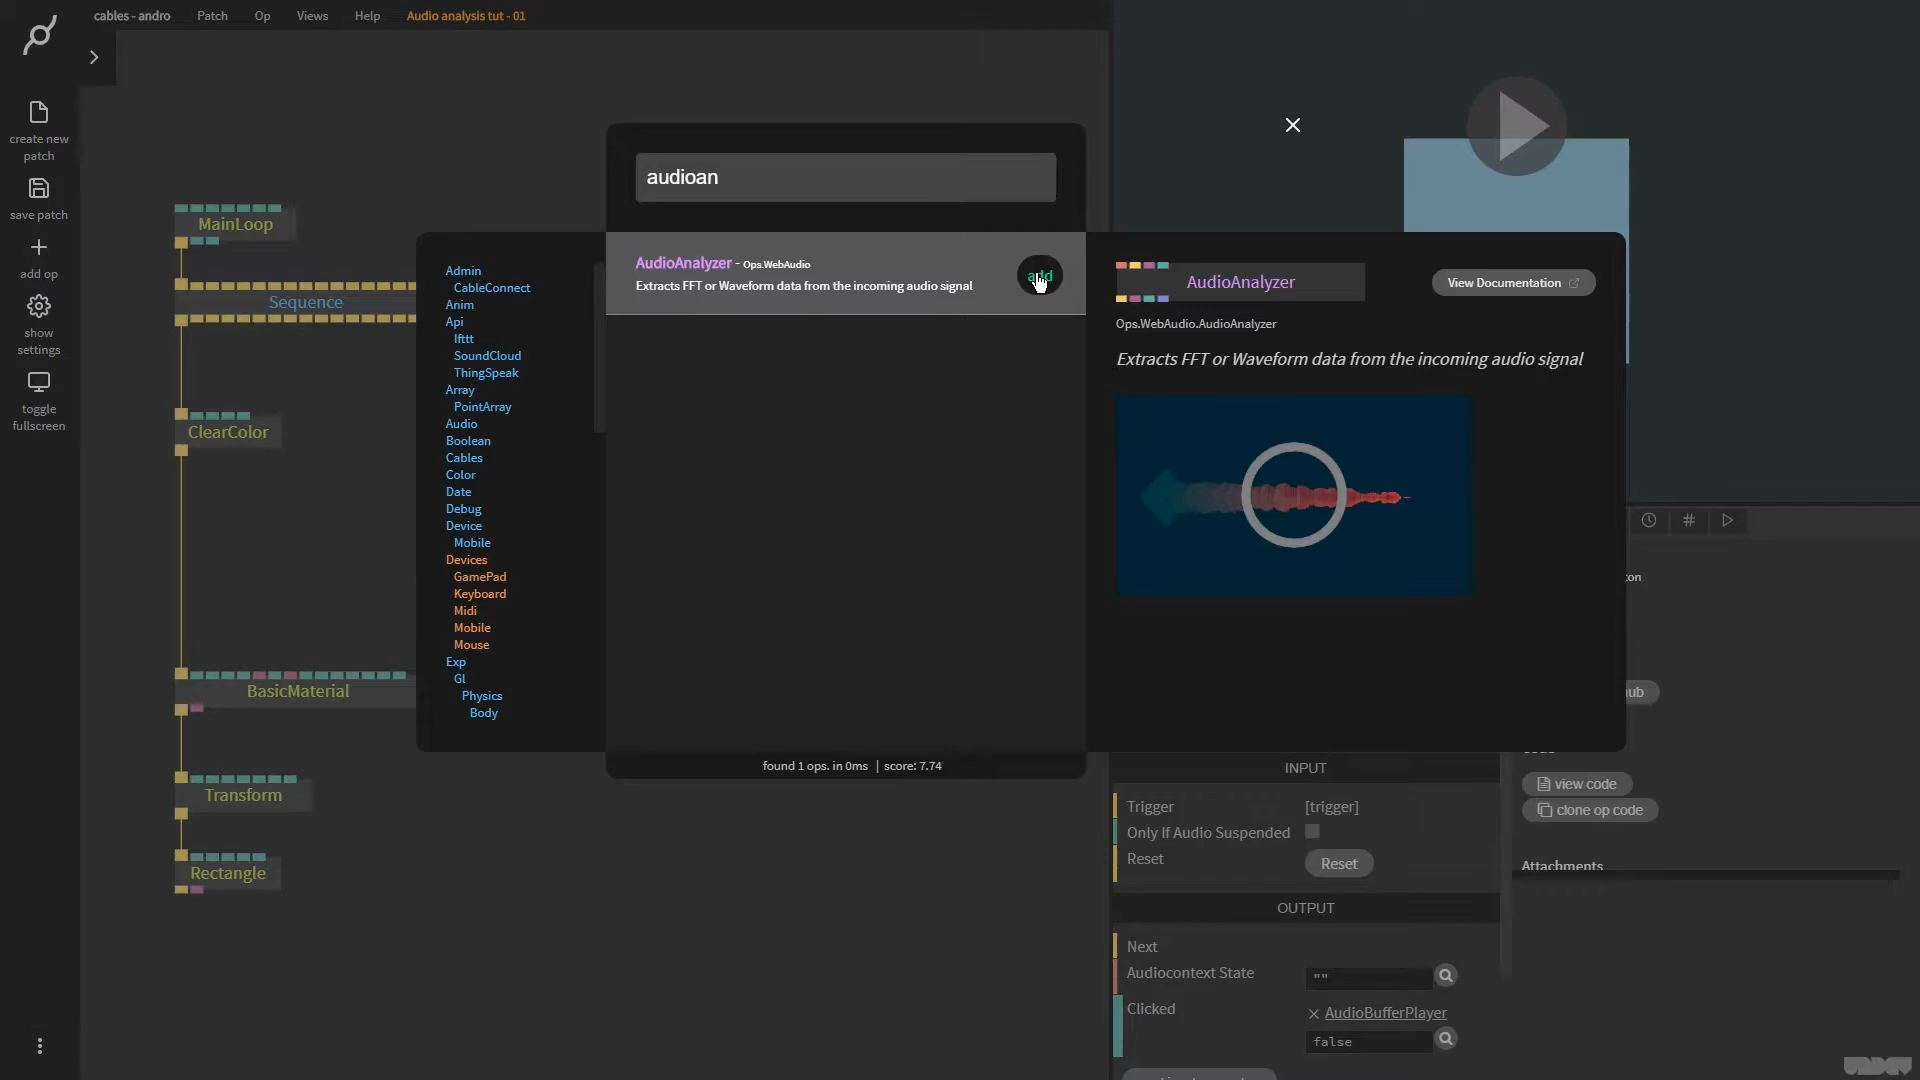 cables - andro
Patch
Op
Views
Help
Audio analysis tut - 01
create new
patch
save patch
add op
show
settings
toggle
fullscreen
MainLoop
Sequence
ClearColor
BasicMaterial
Transform
Rectangle
audioan
Admin
CableConnect
Anim
Api
Ifttt
SoundCloud
ThingSpeak
Array
PointArray
Audio
Boolean
Cables
Color
Date
Debug
Device
Mobile
Devices
GamePad
Keyboard
Midi
Mobile
Mouse
Exp
Gl
Physics
Body
AudioAnalyzer - Ops.WebAudio
Extracts FFT or Waveform data from the incoming audio signal
add
found 1 ops. in 0ms | score: 7.74
AudioAnalyzer
View Documentation
Ops.WebAudio.AudioAnalyzer
Extracts FFT or Waveform data from the incoming audio signal
INPUT
Trigger
[trigger]
Only If Audio Suspended
Reset
Reset
OUTPUT
Next
Audiocontext State
""
Clicked
AudioBufferPlayer
false
view code
clone op code
Attachments